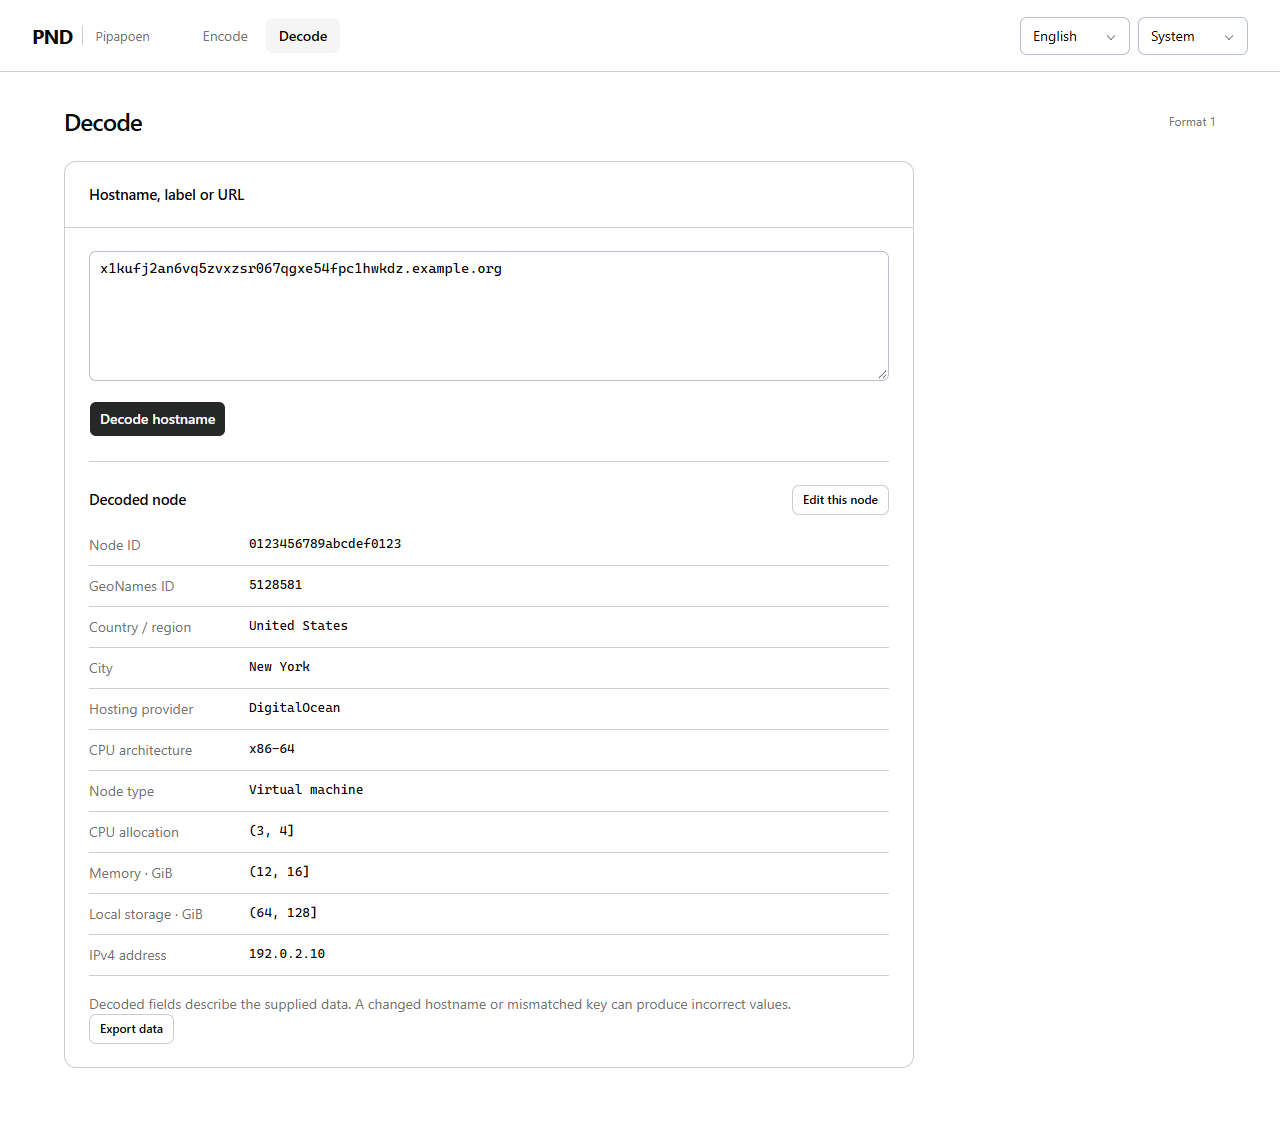 PND Pipapoen Encode Decode English System
Decode Format 1
Hostname, label or URL
x1kufj2an6vq5zvxzsr067qgxe54fpc1hwkdz.example.org
Decode hostname
Decoded node Edit this node
Node ID 0123456789abcdef0123
GeoNames ID 5128581
Country / region United States
City New York
Hosting provider DigitalOcean
CPU architecture x86-64
Node type Virtual machine
CPU allocation (3, 4]
Memory · GiB (12, 16]
Local storage · GiB (64, 128]
IPv4 address 192.0.2.10
Decoded fields describe the supplied data. A changed hostname or mismatched key can produce incorrect values.
Export data